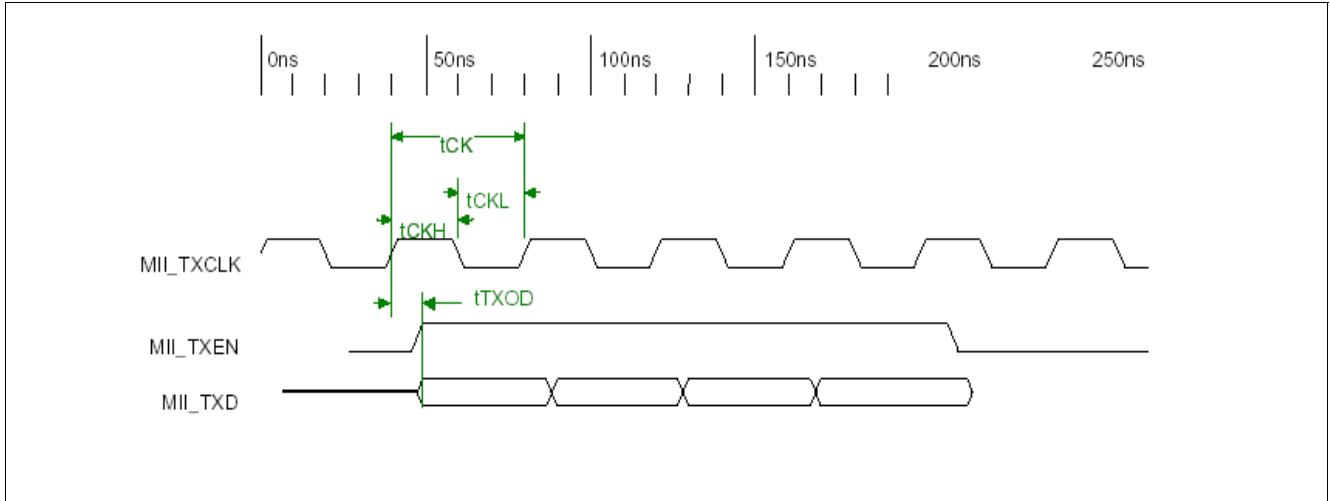 0ns 50ns 100ns 150ns 200ns 250ns
tCK
tCKL
tCKH
MII_TXCLK
tTXOD
MII_TXEN
MII_TXD